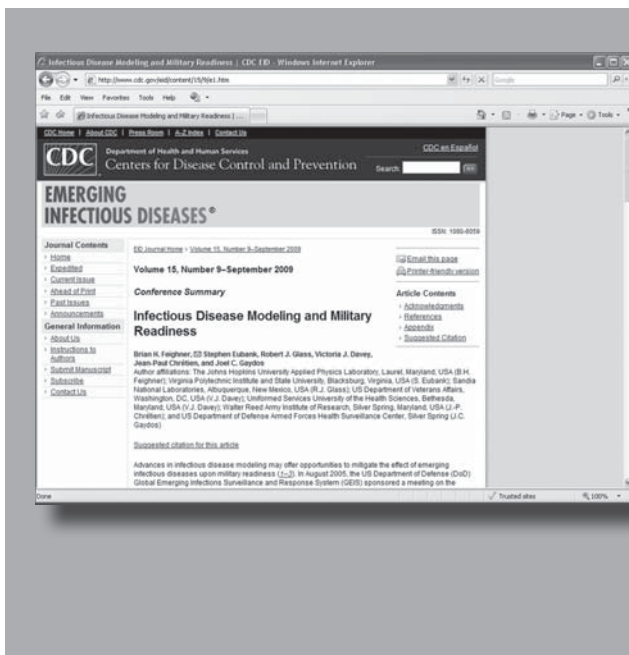 Infectious Disease Modeling and Military Readiness | CDC EID - Windows Internet Explorer
http://www.cdc.gov/eid/content/15/9/e1.htm
Google
File Edit View Favorites Tools Help
Infectious Disease Modeling and Military Readiness | ...
Page Tools
CDC Home | About CDC | Press Room | A-Z Index | Contact Us
CDC en Español
CDC
Department of Health and Human Services
Centers for Disease Control and Prevention
Search:
EMERGING
INFECTIOUS DISEASES®
ISSN: 1080-6059
Journal Contents
Home
Expedited
Current Issue
Ahead of Print
Past Issues
Announcements
General Information
About Us
Instructions to
Authors
Submit Manuscript
Subscribe
Contact Us
EID Journal Home > Volume 15, Number 9–September 2009
Volume 15, Number 9–September 2009
Conference Summary
Infectious Disease Modeling and Military
Readiness
Email this page
Printer-friendly version
Article Contents
Acknowledgments
References
Appendix
Suggested Citation
Brian H. Feighner, Stephen Eubank, Robert J. Glass, Victoria J. Davey,
Jean-Paul Chrétien, and Joel C. Gaydos
Author affiliations: The Johns Hopkins University Applied Physics Laboratory, Laurel, Maryland, USA (B.H.
Feighner); Virginia Polytechnic Institute and State University, Blacksburg, Virginia, USA (S. Eubank); Sandia
National Laboratories, Albuquerque, New Mexico, USA (R.J. Glass); US Department of Veterans Affairs,
Washington, DC, USA (V.J. Davey); Uniformed Services University of the Health Sciences, Bethesda,
Maryland, USA (V.J. Davey); Walter Reed Army Institute of Research, Silver Spring, Maryland, USA (J.-P.
Chrétien); and US Department of Defense Armed Forces Health Surveillance Center, Silver Spring (J.C.
Gaydos)
Suggested citation for this article
Advances in infectious disease modeling may offer opportunities to mitigate the effect of emerging
infectious diseases upon military readiness (1–3). In August 2005, the US Department of Defense (DoD)
Global Emerging Infections Surveillance and Response System (GEIS) sponsored a meeting on the
Done
Trusted sites
100%